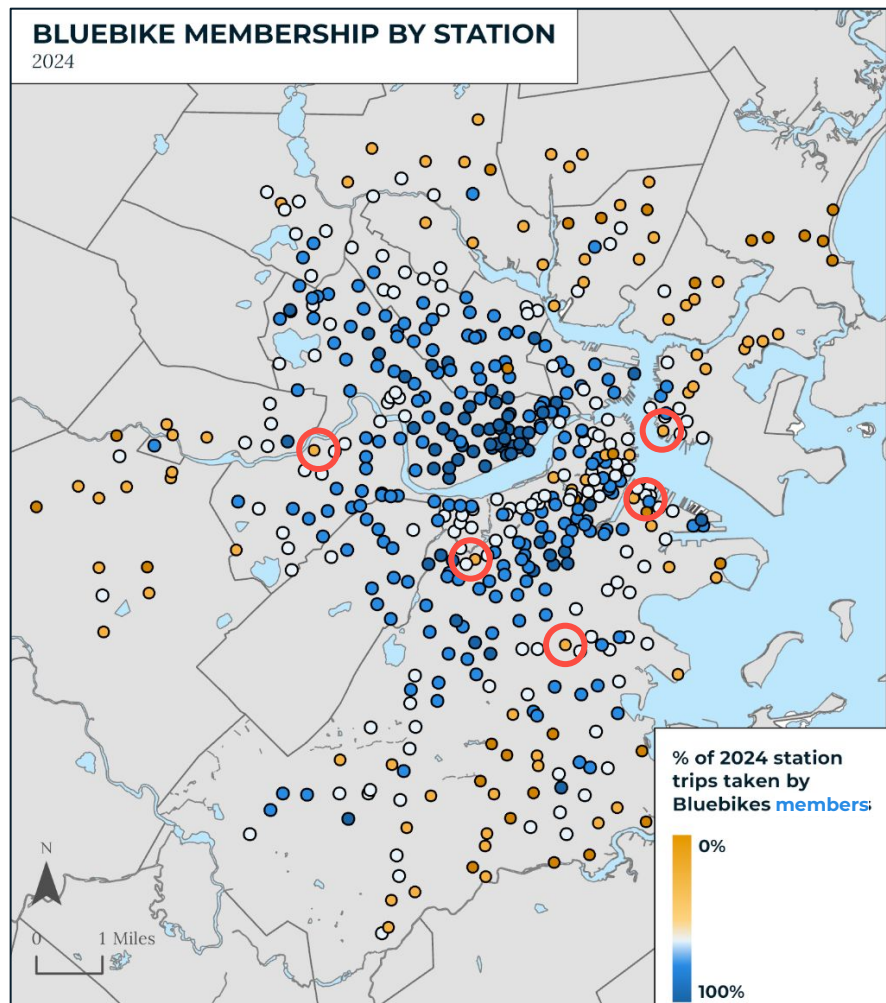 BLUEBIKE MEMBERSHIP BY STATION
2024
% of 2024 station
trips taken by
Bluebikes members
0%
100%
N
0 1 Miles